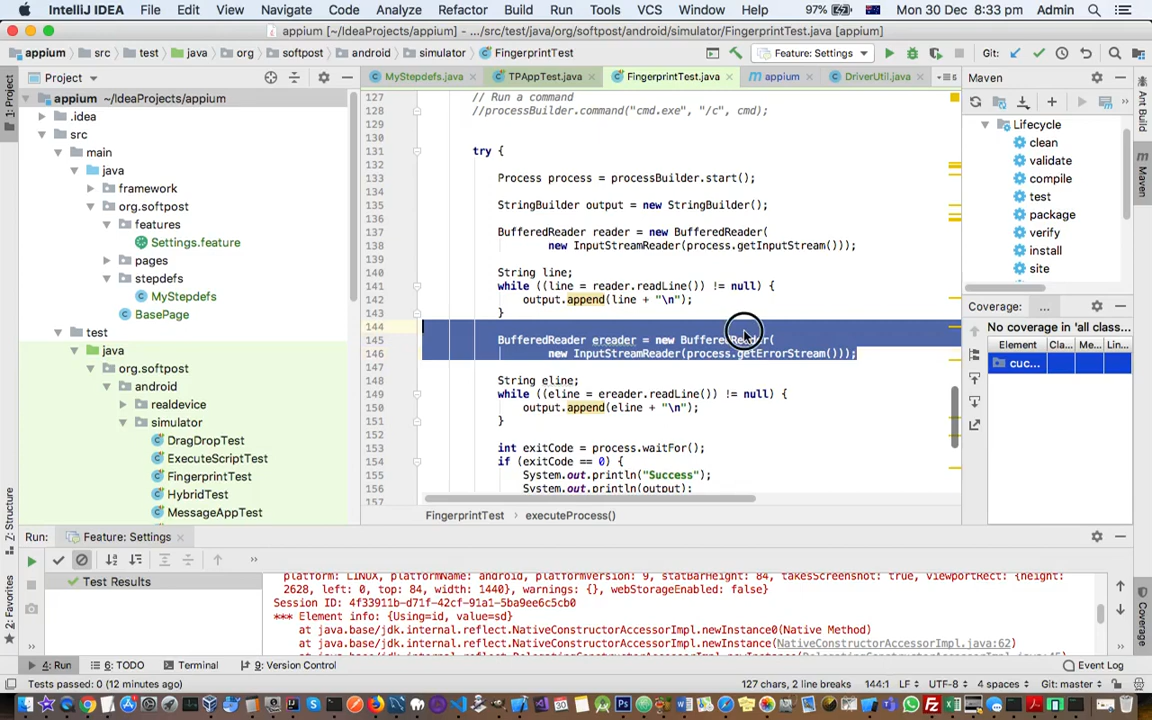 IntelliJ IDEA File Edit View Navigate Code Analyze Refactor Build Run Tools VCS Window Help 97% Mon 30 Dec 8:33 pm Admin
appium [~/IdeaProjects/appium] - .../src/test/java/org/softpost/android/simulator/FingerprintTest.java [appium]
appium src test java org softpost android simulator FingerprintTest Feature: Settings Git:
Project MyStepdefs.java TPAppTest.java FingerprintTest.java appium DriverUtil.java Maven
1: Project
appium ~/IdeaProjects/appium
.idea
src
main
java
framework
org.softpost
features
Settings.feature
pages
stepdefs
MyStepdefs
BasePage
test
java
org.softpost
android
realdevice
simulator
DragDropTest
ExecuteScriptTest
FingerprintTest
HybridTest
MessageAppTest
127 // Run a command
128 //processBuilder.command("cmd.exe", "/c", cmd);
129
130
131 try {
132
133 Process process = processBuilder.start();
134
135 StringBuilder output = new StringBuilder();
136
137 BufferedReader reader = new BufferedReader(
138 new InputStreamReader(process.getInputStream()));
139
140 String line;
141 while ((line = reader.readLine()) != null) {
142 output.append(line + "\n");
143 }
144
145 BufferedReader ereader = new BufferedReader(
146 new InputStreamReader(process.getErrorStream()));
147
148 String eline;
149 while ((eline = ereader.readLine()) != null) {
150 output.append(eline + "\n");
151 }
152
153 int exitCode = process.waitFor();
154 if (exitCode == 0) {
155 System.out.println("Success");
156 System.out.println(output);
157
FingerprintTest executeProcess()
Lifecycle
clean
validate
compile
test
package
verify
install
site
Coverage: ...
No coverage in 'all class...
Element Cla... Me... Lin...
cuc...
Ant Build
Maven
Coverage
7: Structure
2: Favorites
Run: Feature: Settings
Test Results
platform: LINUX, platformName: android, platformVersion: 9, statBarHeight: 84, takesScreenshot: true, viewportRect: {height:
2628, left: 0, top: 84, width: 1440}, warnings: {}, webStorageEnabled: false}
Session ID: 4f33911b-d71f-42cf-91a1-5ba9ee6c5cb0
*** Element info: {Using=id, value=sd}
at java.base/jdk.internal.reflect.NativeConstructorAccessorImpl.newInstance0(Native Method)
at java.base/jdk.internal.reflect.NativeConstructorAccessorImpl.newInstance(NativeConstructorAccessorImpl.java:62)
4: Run 6: TODO Terminal 9: Version Control Event Log
Tests passed: 0 (12 minutes ago) 127 chars, 2 line breaks 144:1 LF UTF-8 4 spaces Git: master